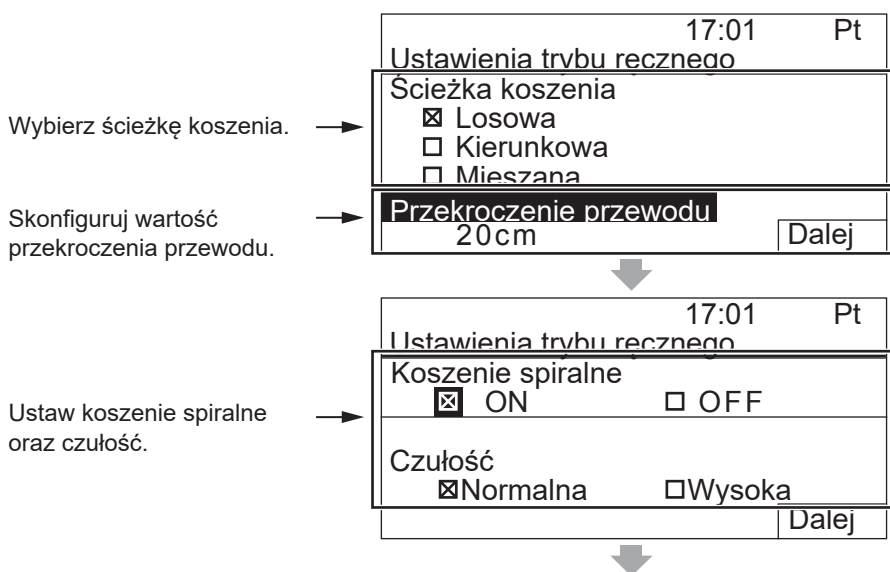 17:01 Pt
Ustawienia trybu ręcznego
Ścieżka koszenia
Wybierz ścieżkę koszenia.
☒ Losowa
☐ Kierunkowa
☐ Mieszana
Skonfiguruj wartość
przekroczenia przewodu.
Przekroczenie przewodu
20cm Dalej
17:01 Pt
Ustawienia trybu ręcznego
Koszenie spiralne
☒ ON ☐ OFF
Ustaw koszenie spiralne
oraz czułość.
Czułość
☒Normalna ☐Wysoka
Dalej